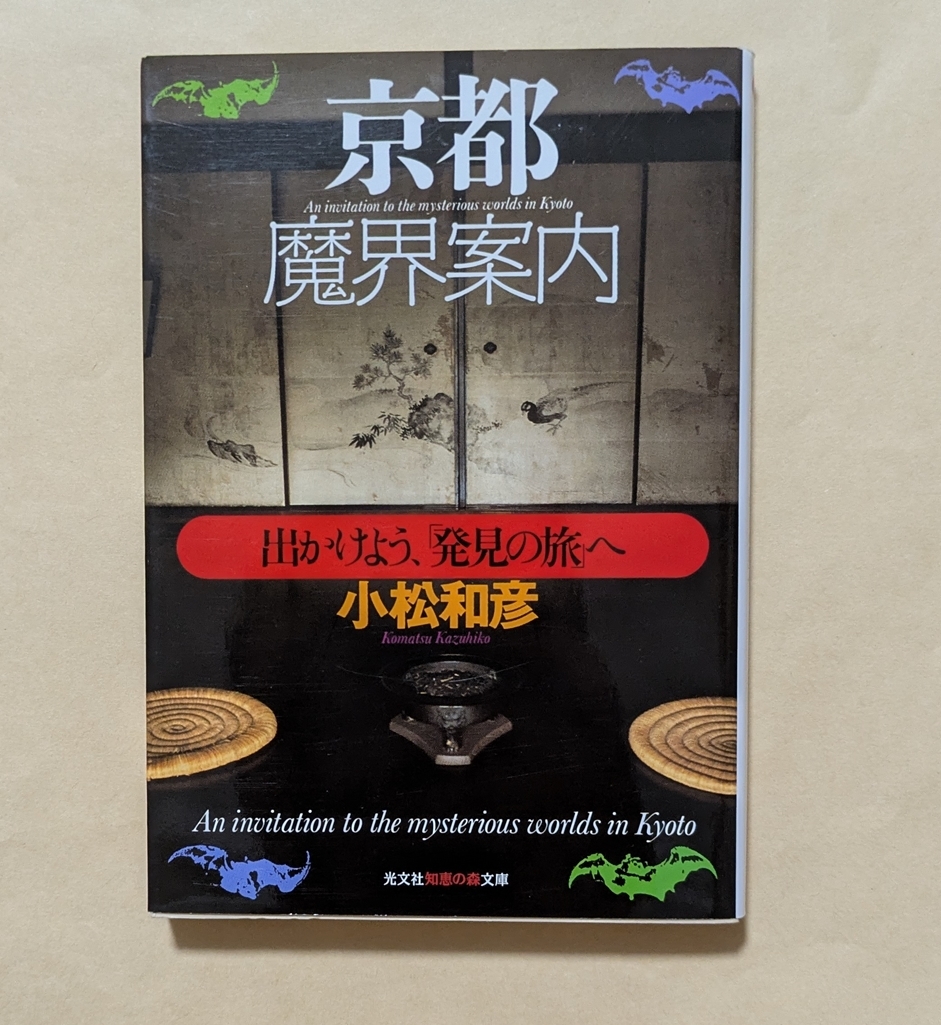 京都
An invitation to the mysterious worlds in Kyoto
魔界案内
出かけよう、「発見の旅」へ
小松和彦
Komatsu Kazuhiko
An invitation to the mysterious worlds in Kyoto
光文社知恵の森文庫